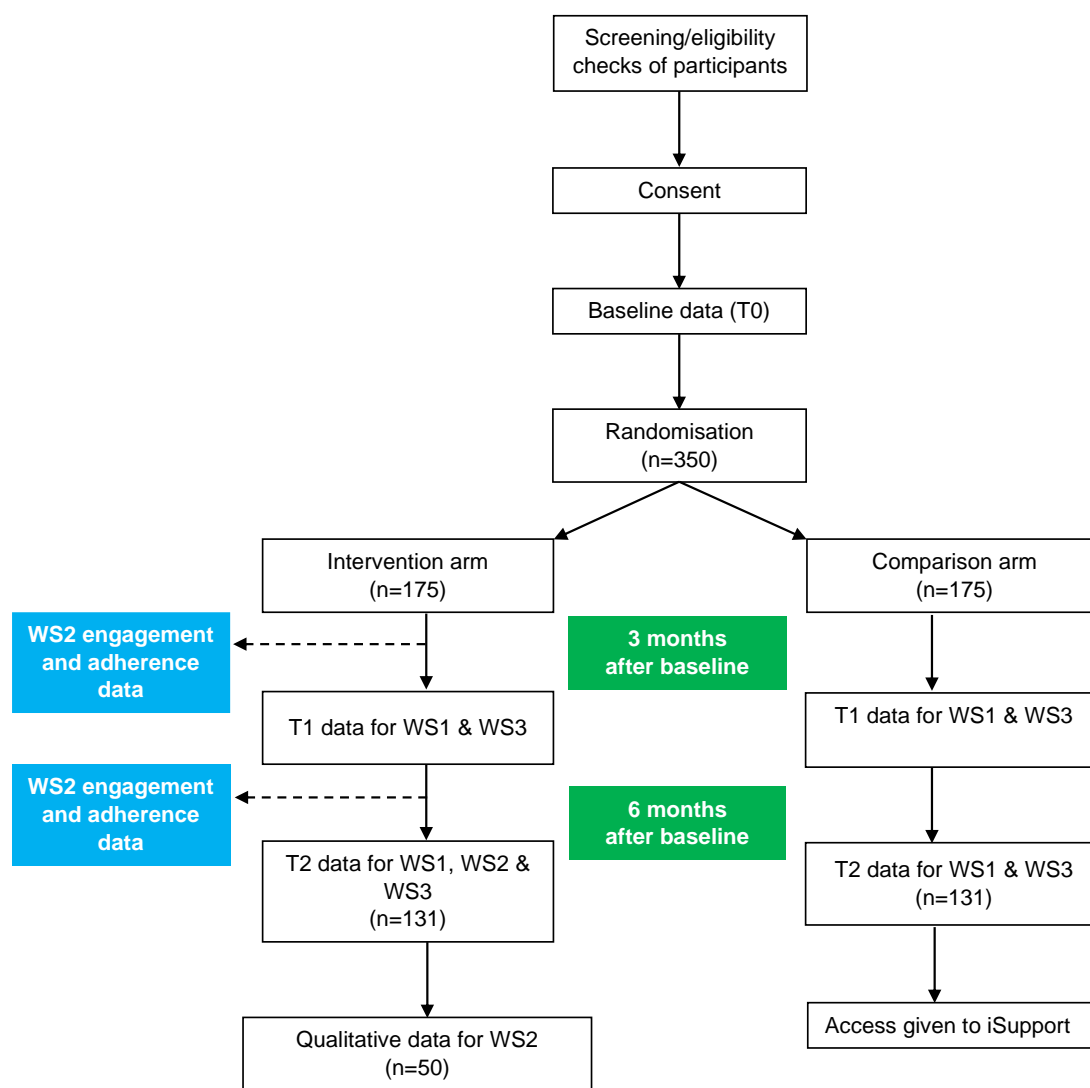 Screening/eligibility
checks of participants
Consent
Baseline data (T0)
Randomisation
(n=350)
Intervention arm
(n=175)
Comparison arm
(n=175)
WS2 engagement
and adherence
data
3 months
after baseline
T1 data for WS1 & WS3
T1 data for WS1 & WS3
WS2 engagement
and adherence
data
6 months
after baseline
T2 data for WS1, WS2 &
WS3
(n=131)
T2 data for WS1 & WS3
(n=131)
Qualitative data for WS2
(n=50)
Access given to iSupport